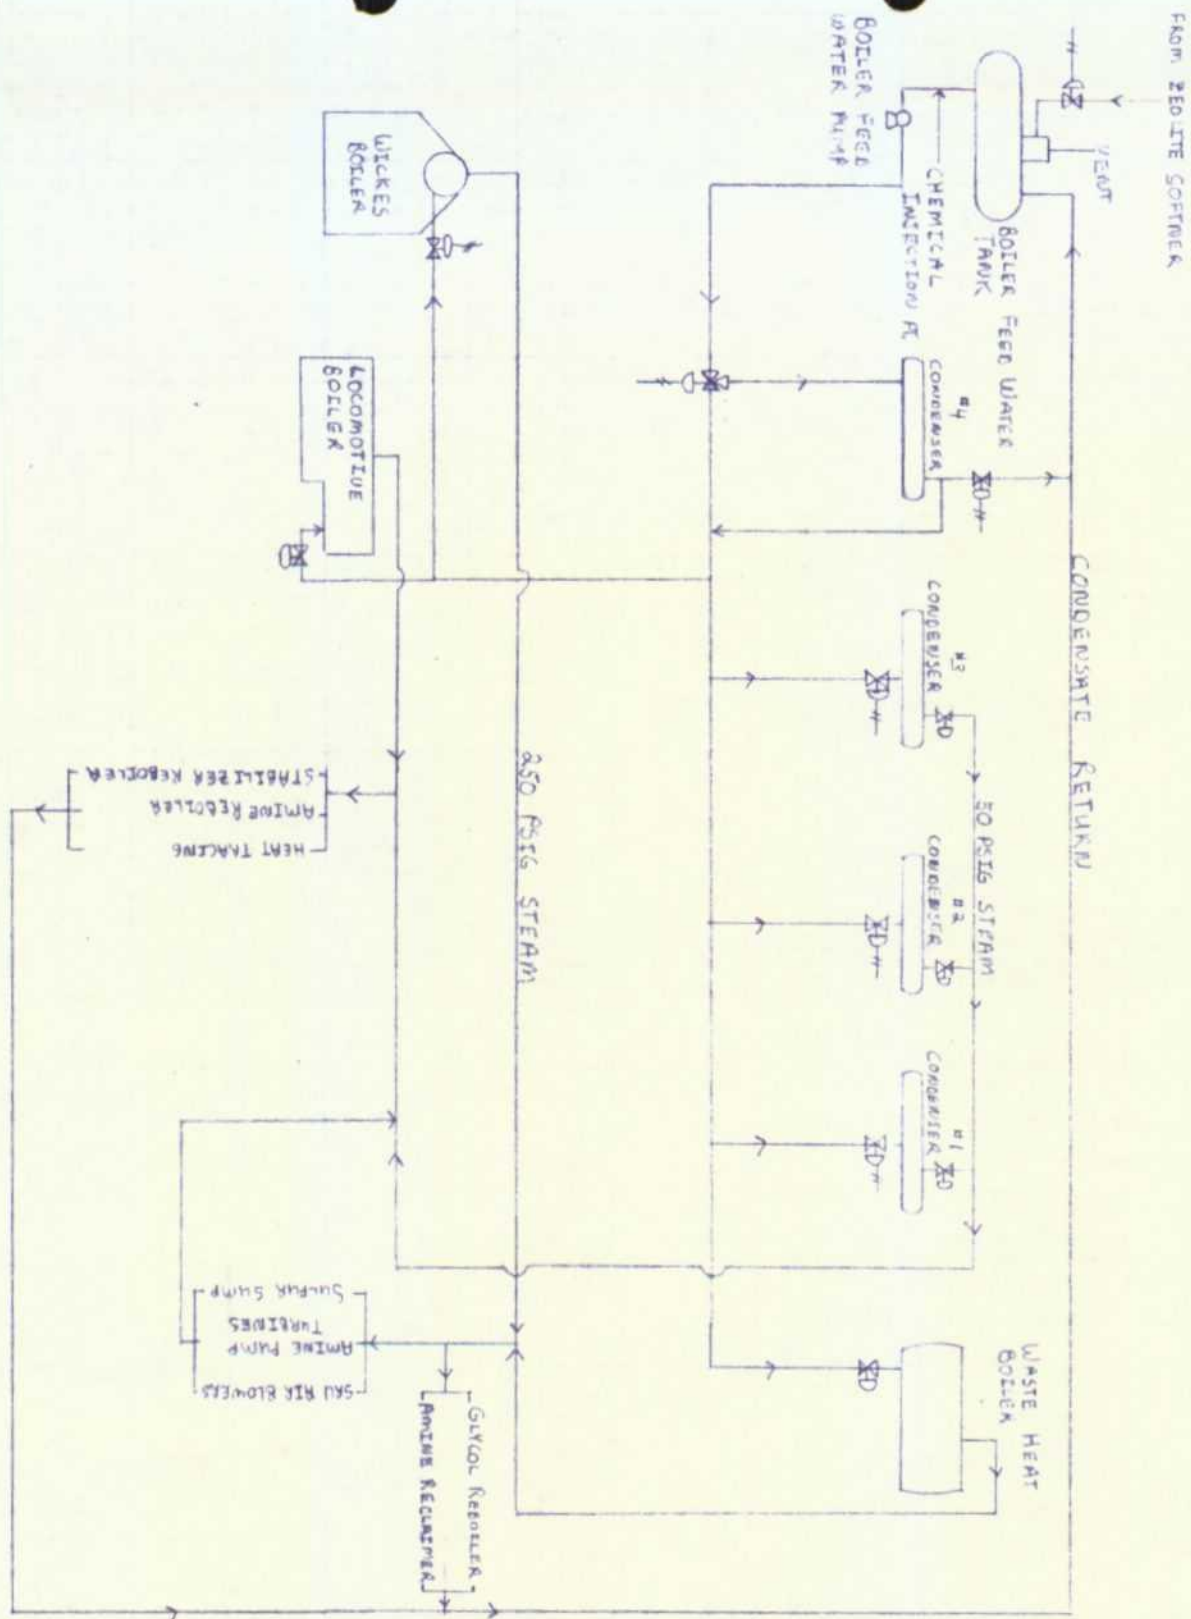 FROM ZEOLITE SOFTNER
VENT
BOILER FEED WATER
TANK
CHEMICAL
INJECTION PT
BOILER FEED
WATER PUMP
#4
CONDENSER
CONDENSATE RETURN
#3
CONDENSER
50 PSIG STEAM
#2
CONDENSER
#1
CONDENSER
WASTE HEAT
BOILER
WICKES
BOILER
LOCOMOTIVE
BOILER
250 PSIG STEAM
STABILIZER REBOILER
AMINE REBOILER
HEAT TRACING
SULPUR SUMP
TURBINES
AMINE PUMP
SRU AIR BLOWERS
GLYCOL REBOILER
AMINE RECLAIMER